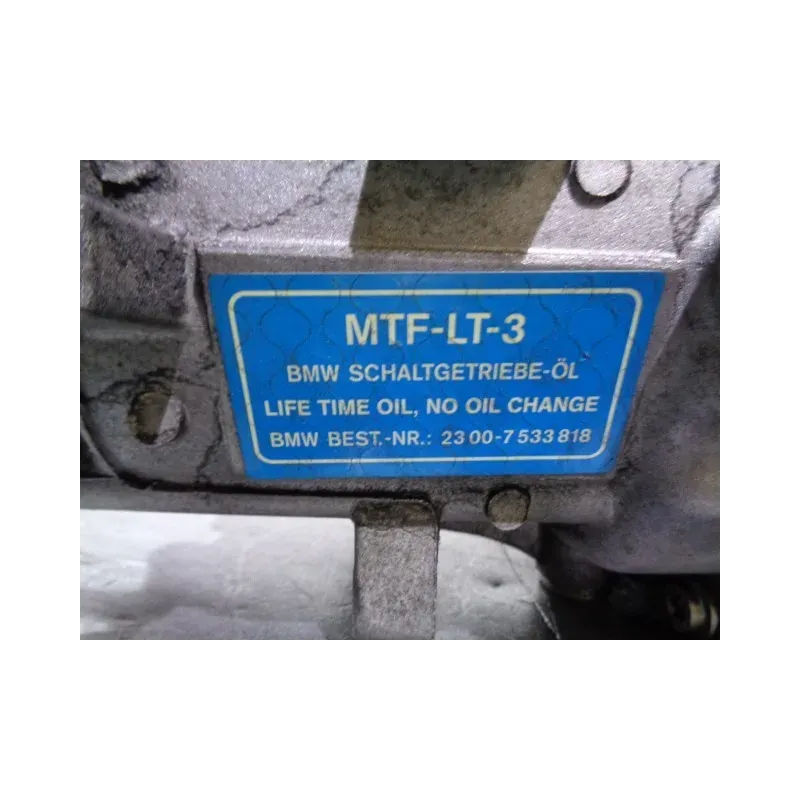 MTF-LT-3
BMW SCHALTGETRIEBE-ÖL
LIFE TIME OIL, NO OIL CHANGE
BMW BEST.-NR.: 23 00-7 533 818